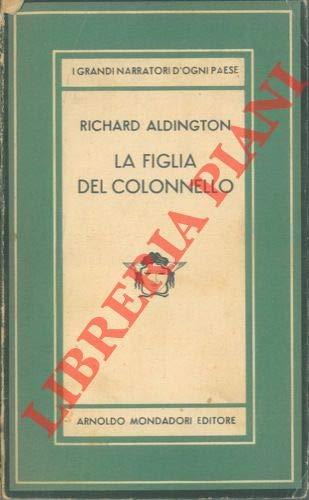 I GRANDI NARRATORI D'OGNI PAESE
RICHARD ALDINGTON
LA FIGLIA
DEL COLONNELLO
LIBRERIA PIANI
ARNOLDO MONDADORI EDITORE